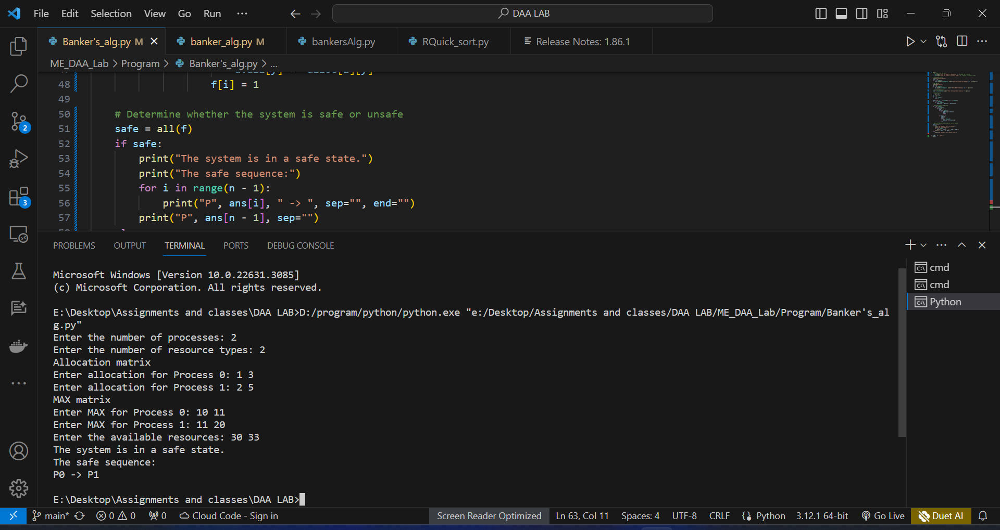 File Edit Selection View Go Run
DAA LAB
Banker's_alg.py M
banker_alg.py M
bankersAlg.py
RQuick_sort.py
Release Notes: 1.86.1
ME_DAA_Lab > Program > Banker's_alg.py > ...
48 f[i] = 1
49
50 # Determine whether the system is safe or unsafe
51 safe = all(f)
52 if safe:
53 print("The system is in a safe state.")
54 print("The safe sequence:")
55 for i in range(n - 1):
56 print("P", ans[i], " -> ", sep="", end="")
57 print("P", ans[n - 1], sep="")
PROBLEMS OUTPUT TERMINAL PORTS DEBUG CONSOLE
Microsoft Windows [Version 10.0.22631.3085]
(c) Microsoft Corporation. All rights reserved.
E:\Desktop\Assignments and classes\DAA LAB>D:/program/python/python.exe "e:/Desktop/Assignments and classes/DAA LAB/ME_DAA_Lab/Program/Banker's_al
g.py"
Enter the number of processes: 2
Enter the number of resource types: 2
Allocation matrix
Enter allocation for Process 0: 1 3
Enter allocation for Process 1: 2 5
MAX matrix
Enter MAX for Process 0: 10 11
Enter MAX for Process 1: 11 20
Enter the available resources: 30 33
The system is in a safe state.
The safe sequence:
P0 -> P1
E:\Desktop\Assignments and classes\DAA LAB>
cmd
cmd
Python
2
3
main* 0 0 0 Cloud Code - Sign in Screen Reader Optimized Ln 63, Col 11 Spaces: 4 UTF-8 CRLF Python 3.12.1 64-bit Go Live Duet AI